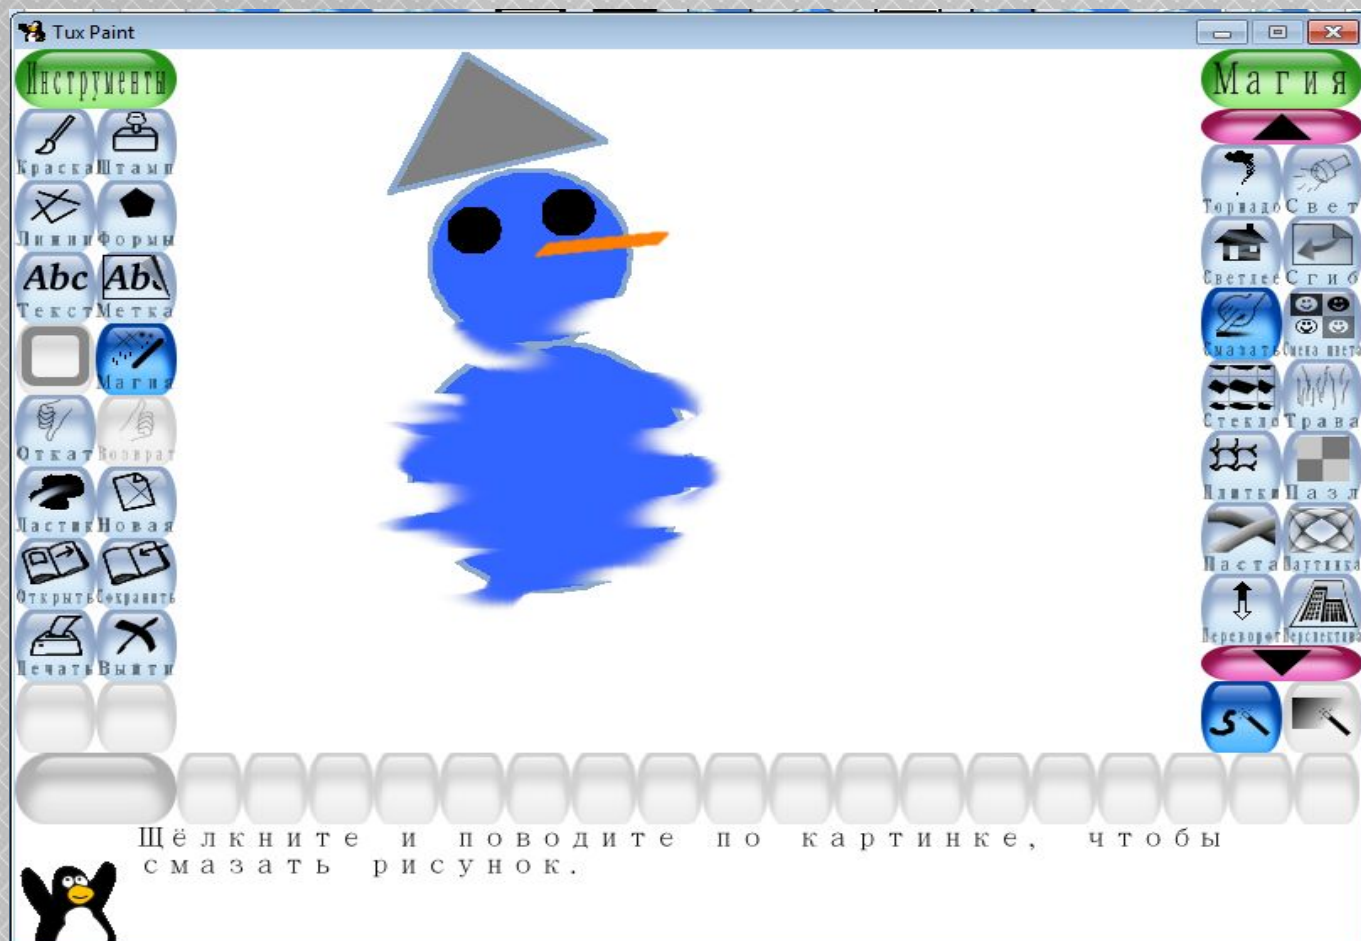 Tux Paint
Инструменты
Магия
Краска Штамп
Торнадо Свет
Линии Формы
Светлее Сгиб
Abc Abc
Текст Метка
Смазать Смена цвета
Магия
Стекло Трава
Откат Возврат
Плитки Пазл
Ластик Новая
Паста Паутинка
Открыть Сохранить
Переворот Перспектива
Печать Выйти
Щёлкните и поводите по картинке, чтобы
смазать рисунок.